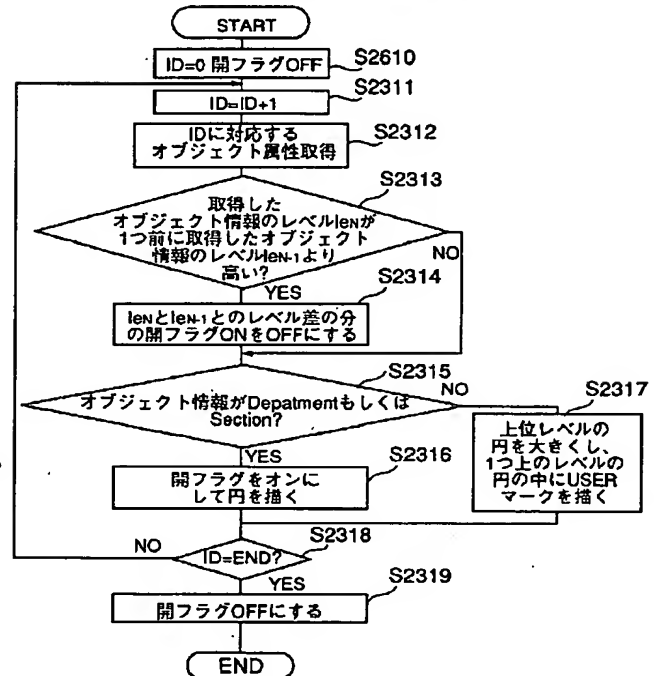 START
ID=0 開フラグOFF
S2610
S2311
ID=ID+1
IDに対応する
オブジェクト属性取得
S2312
S2313
取得した
オブジェクト情報のレベルleNが
1つ前に取得したオブジェクト
情報のレベルleN-1より
高い?
NO
YES
S2314
leNとleN-1とのレベル差の分
の開フラグONをOFFにする
S2315
オブジェクト情報がDepatmentもしくは
Section?
NO
S2317
上位レベルの
円を大きくし、
1つ上のレベルの
円の中にUSER
マークを描く
YES
S2316
開フラグをオンに
して円を描く
NO
S2318
ID=END?
YES
S2319
開フラグOFFにする
END